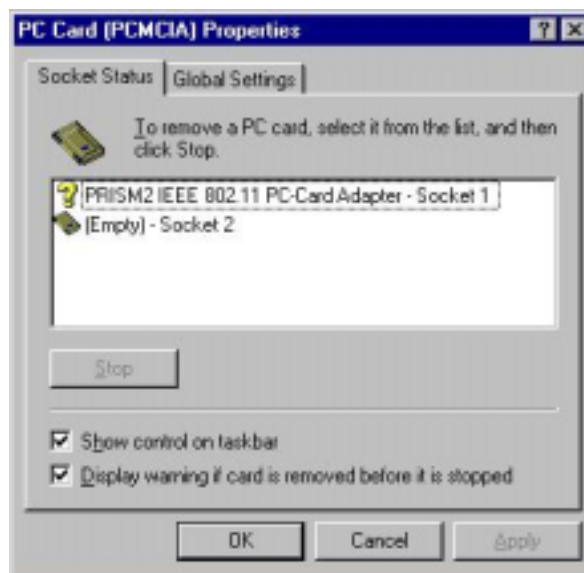 PC Card (PCMCIA) Properties
Socket Status
Global Settings
To remove a PC card, select it from the list, and then
click Stop.
PRISM2 IEEE 802.11 PC-Card Adapter - Socket 1
(Empty) - Socket 2
Stop
Show control on taskbar
Display warning if card is removed before it is stopped
OK
Cancel
Apply